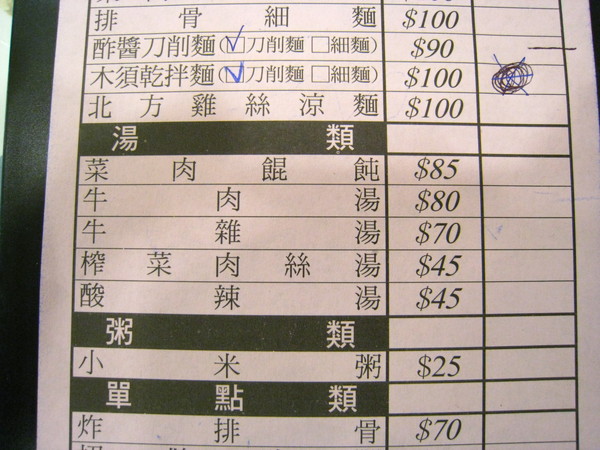 排骨細麵 $100
酢醬刀削麵(☑刀削麵 □細麵) $90
木須乾拌麵(☑刀削麵 □細麵) $100
北方雞絲涼麵 $100
湯類
菜肉餛飩 $85
牛肉湯 $80
牛雜湯 $70
榨菜肉絲湯 $45
酸辣湯 $45
粥類
小米粥 $25
單點類
炸排骨 $70